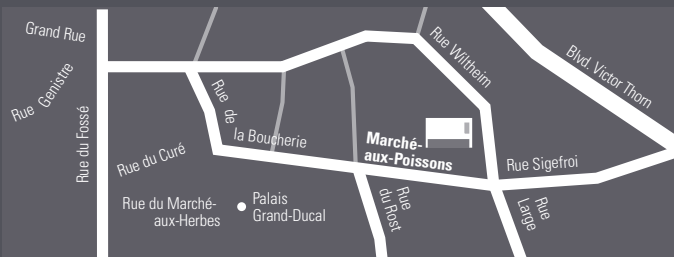 Grand Rue
Rue Genistre
Rue du Fossé
Rue du Curé
Rue du Marché-
aux-Herbes
Palais
Grand-Ducal
Rue de
la Boucherie
Marché-
aux-Poissons
Rue
du Rost
Rue Wiltheim
Blvd. Victor Thorn
Rue Sigefroi
Rue
Large